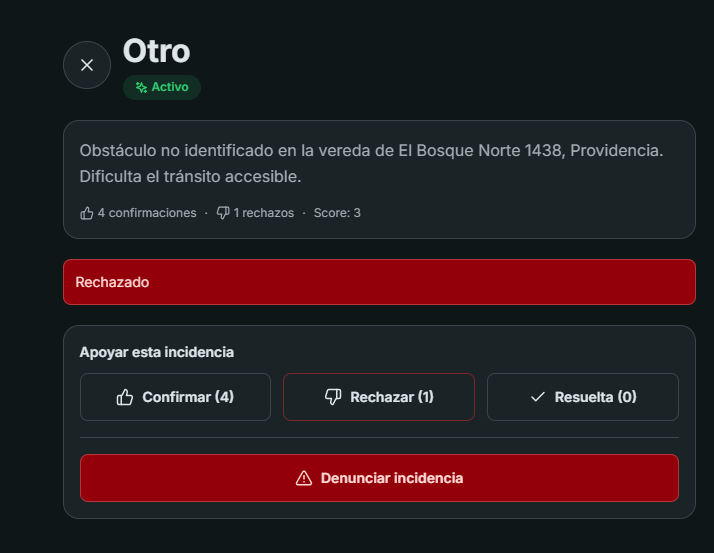 Otro
Activo
Obstáculo no identificado en la vereda de El Bosque Norte 1438, Providencia.
Dificulta el tránsito accesible.
4 confirmaciones · 1 rechazos · Score: 3
Rechazado
Apoyar esta incidencia
Confirmar (4) Rechazar (1) Resuelta (0)
Denunciar incidencia